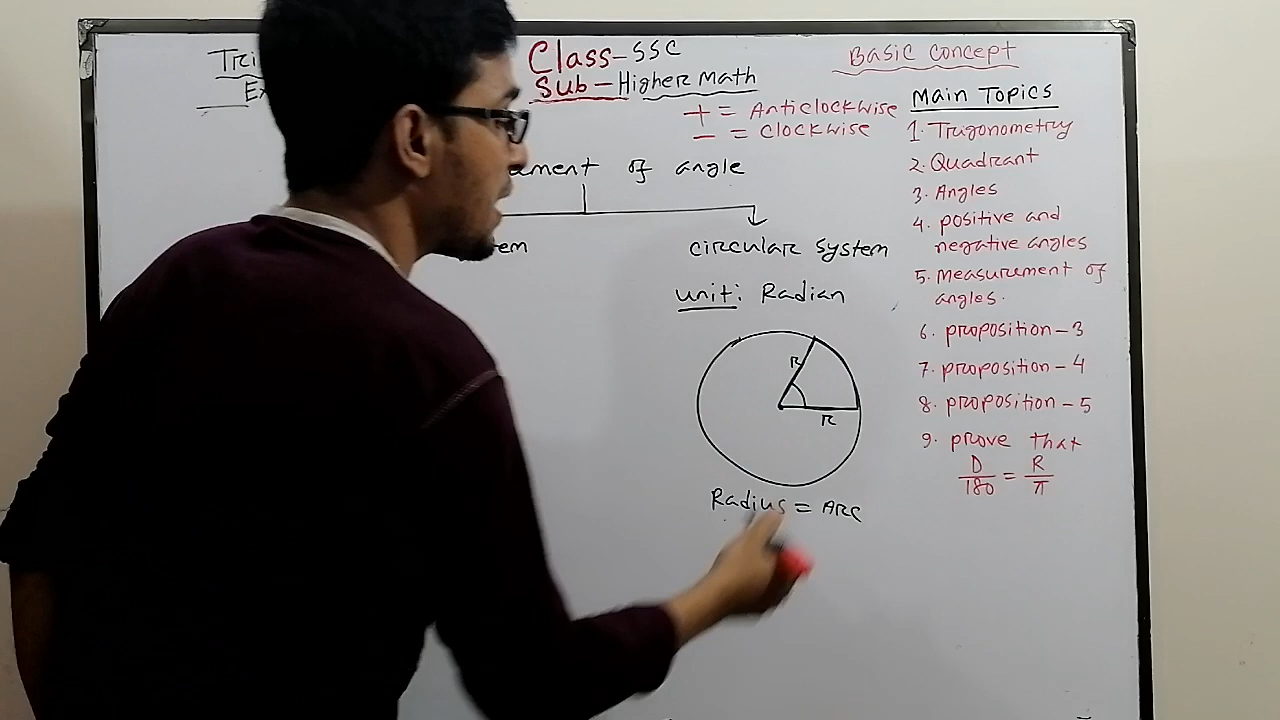 Class-SSC
Sub-Higher Math
Basic Concept
+ = Anticlockwise
- = Clockwise
of angle
circular system
unit: Radian
R
R
Radius = ARC
Main Topics
1. Trigonometry
2. Quadrant
3. Angles
4. positive and
negative angles
5. Measurement of
angles.
6. proposition-3
7. proposition-4
8. proposition-5
9. prove that
D/180 = R/π